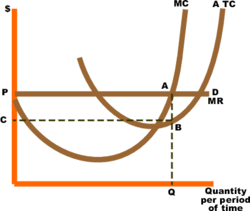 $ MC A TC
P A D
MR
C B
Q Quantity
per period
of time